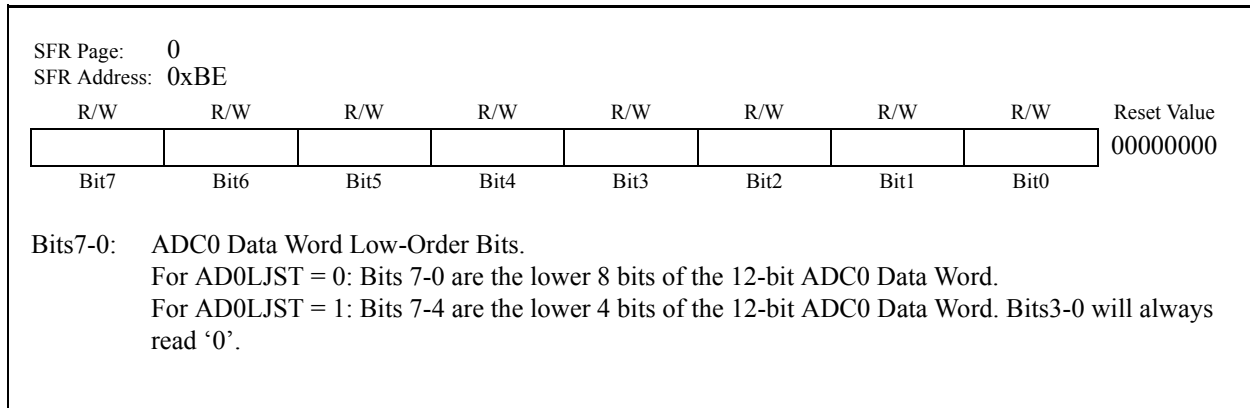 SFR Page: 0
SFR Address: 0xBE
R/W R/W R/W R/W R/W R/W R/W R/W Reset Value
00000000
Bit7 Bit6 Bit5 Bit4 Bit3 Bit2 Bit1 Bit0
Bits7-0: ADC0 Data Word Low-Order Bits.
For AD0LJST = 0: Bits 7-0 are the lower 8 bits of the 12-bit ADC0 Data Word.
For AD0LJST = 1: Bits 7-4 are the lower 4 bits of the 12-bit ADC0 Data Word. Bits3-0 will always
read ‘0’.